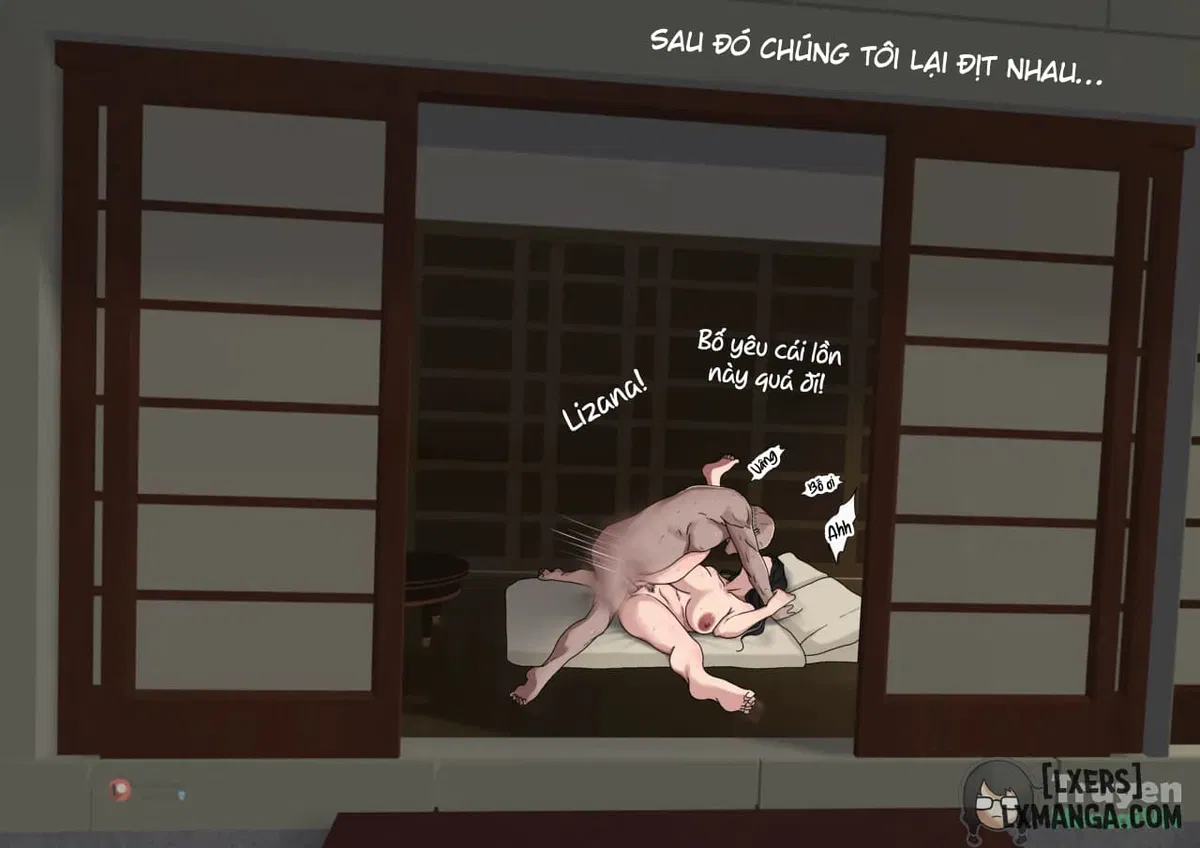 SAU ĐÓ CHÚNG TÔI LẠI ĐỊT NHAU...
Bố yêu cái lồn
này quá đi!
Lizana!
Vâng
Bố ơi
Ahh
[LXERS]
Truyen
LXMANGA.COM